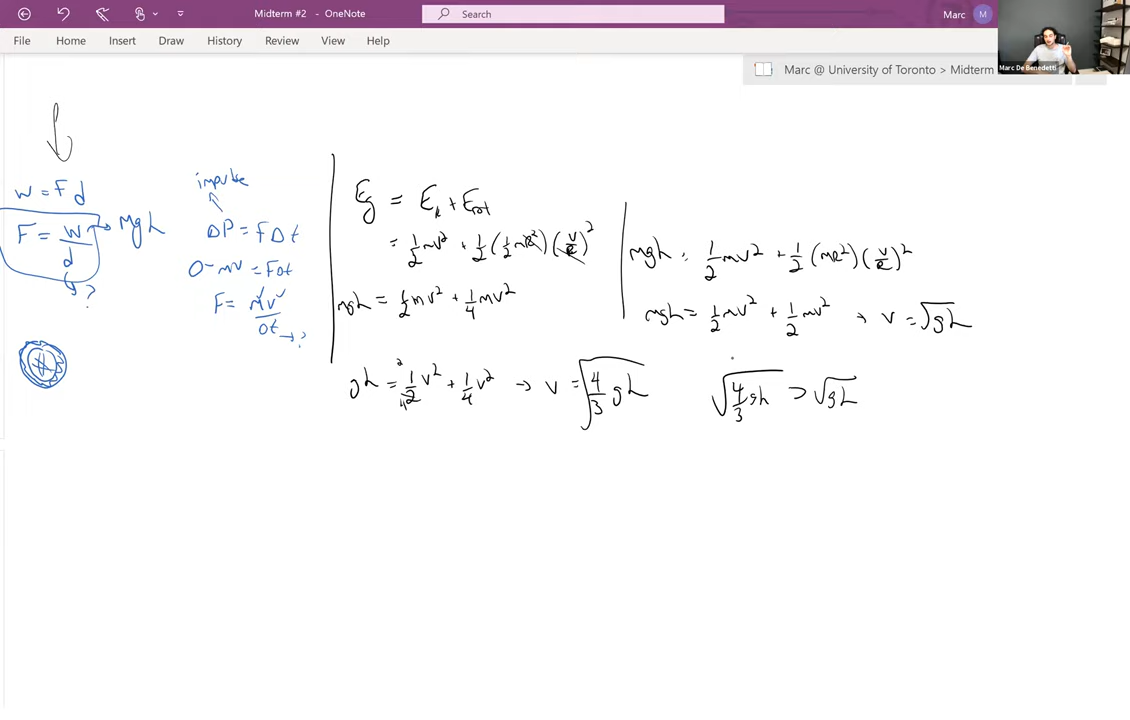 Midterm #2 - OneNote
Search
Marc
M
File Home Insert Draw History Review View Help
Marc De Benedetti
Marc @ University of Toronto > Midterm
W = Fd
F = W/d → Mgh
?
impulse
ΔP = FΔt
0 - mv = FΔt
F = mv/Δt → ?
Eg = Ek + Erot
= 1/2 mv² + 1/2 (1/2 mR²)(v/R)²
mgh = 1/2 mv² + 1/4 mv²
gh = 1/2 v² + 1/4 v² → v = √(4/3 gh)
mgh = 1/2 mv² + 1/2 (mR²)(v/R)²
mgh = 1/2 mv² + 1/2 mv² → v = √gh
√(4/3 gh) > √gh